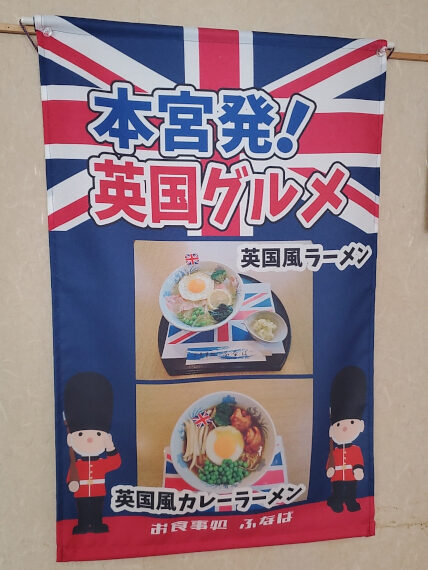 本宮発!
英国グルメ
英国風ラーメン
英国風カレーラーメン
お食事処 ふなば